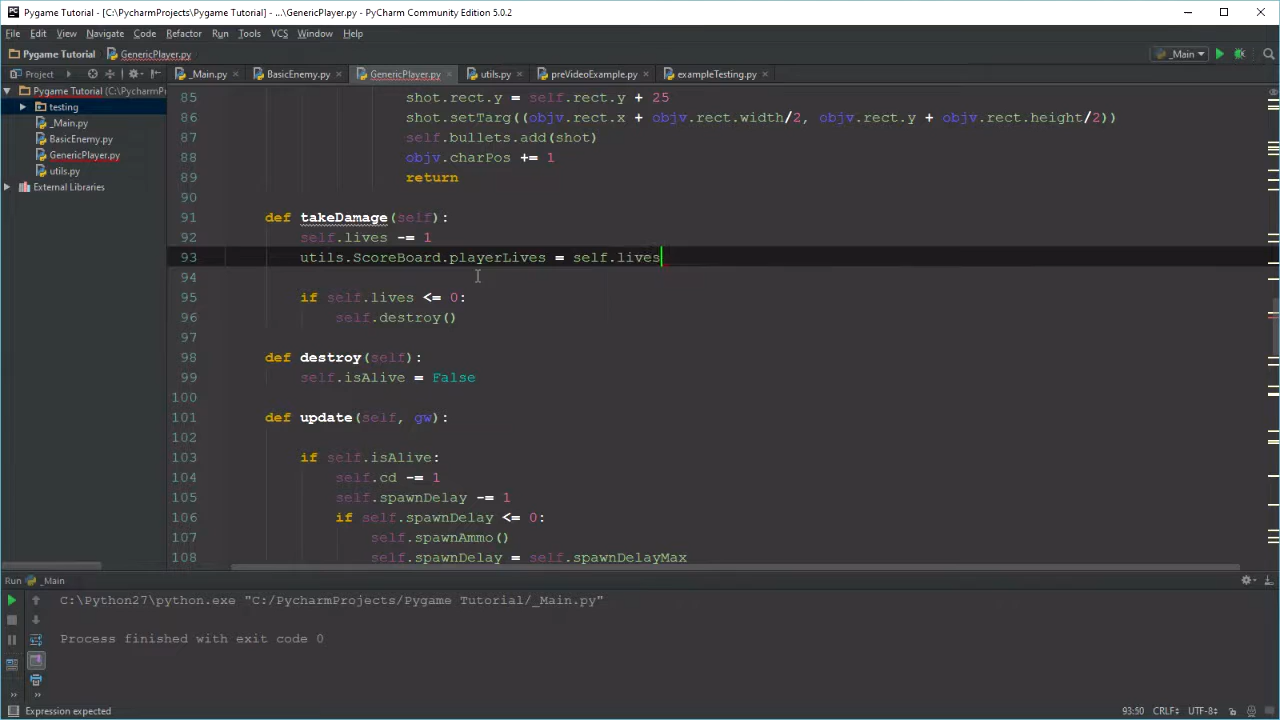 Pygame Tutorial - [C:\PycharmProjects\Pygame Tutorial] - ...\GenericPlayer.py - PyCharm Community Edition 5.0.2
File Edit View Navigate Code Refactor Run Tools VCS Window Help
Pygame Tutorial GenericPlayer.py _Main
Project _Main.py BasicEnemy.py GenericPlayer.py utils.py preVideoExample.py exampleTesting.py
Pygame Tutorial (C:\PycharmP
testing
_Main.py
BasicEnemy.py
GenericPlayer.py
utils.py
External Libraries
85 shot.rect.y = self.rect.y + 25
86 shot.setTarg((objv.rect.x + objv.rect.width/2, objv.rect.y + objv.rect.height/2))
87 self.bullets.add(shot)
88 objv.charPos += 1
89 return
90
91 def takeDamage(self):
92 self.lives -= 1
93 utils.ScoreBoard.playerLives = self.lives
94
95 if self.lives <= 0:
96 self.destroy()
97
98 def destroy(self):
99 self.isAlive = False
100
101 def update(self, gw):
102
103 if self.isAlive:
104 self.cd -= 1
105 self.spawnDelay -= 1
106 if self.spawnDelay <= 0:
107 self.spawnAmmo()
108 self.spawnDelay = self.spawnDelayMax
Run _Main
C:\Python27\python.exe "C:/PycharmProjects/Pygame Tutorial/_Main.py"
Process finished with exit code 0
Expression expected 93:50 CRLF UTF-8